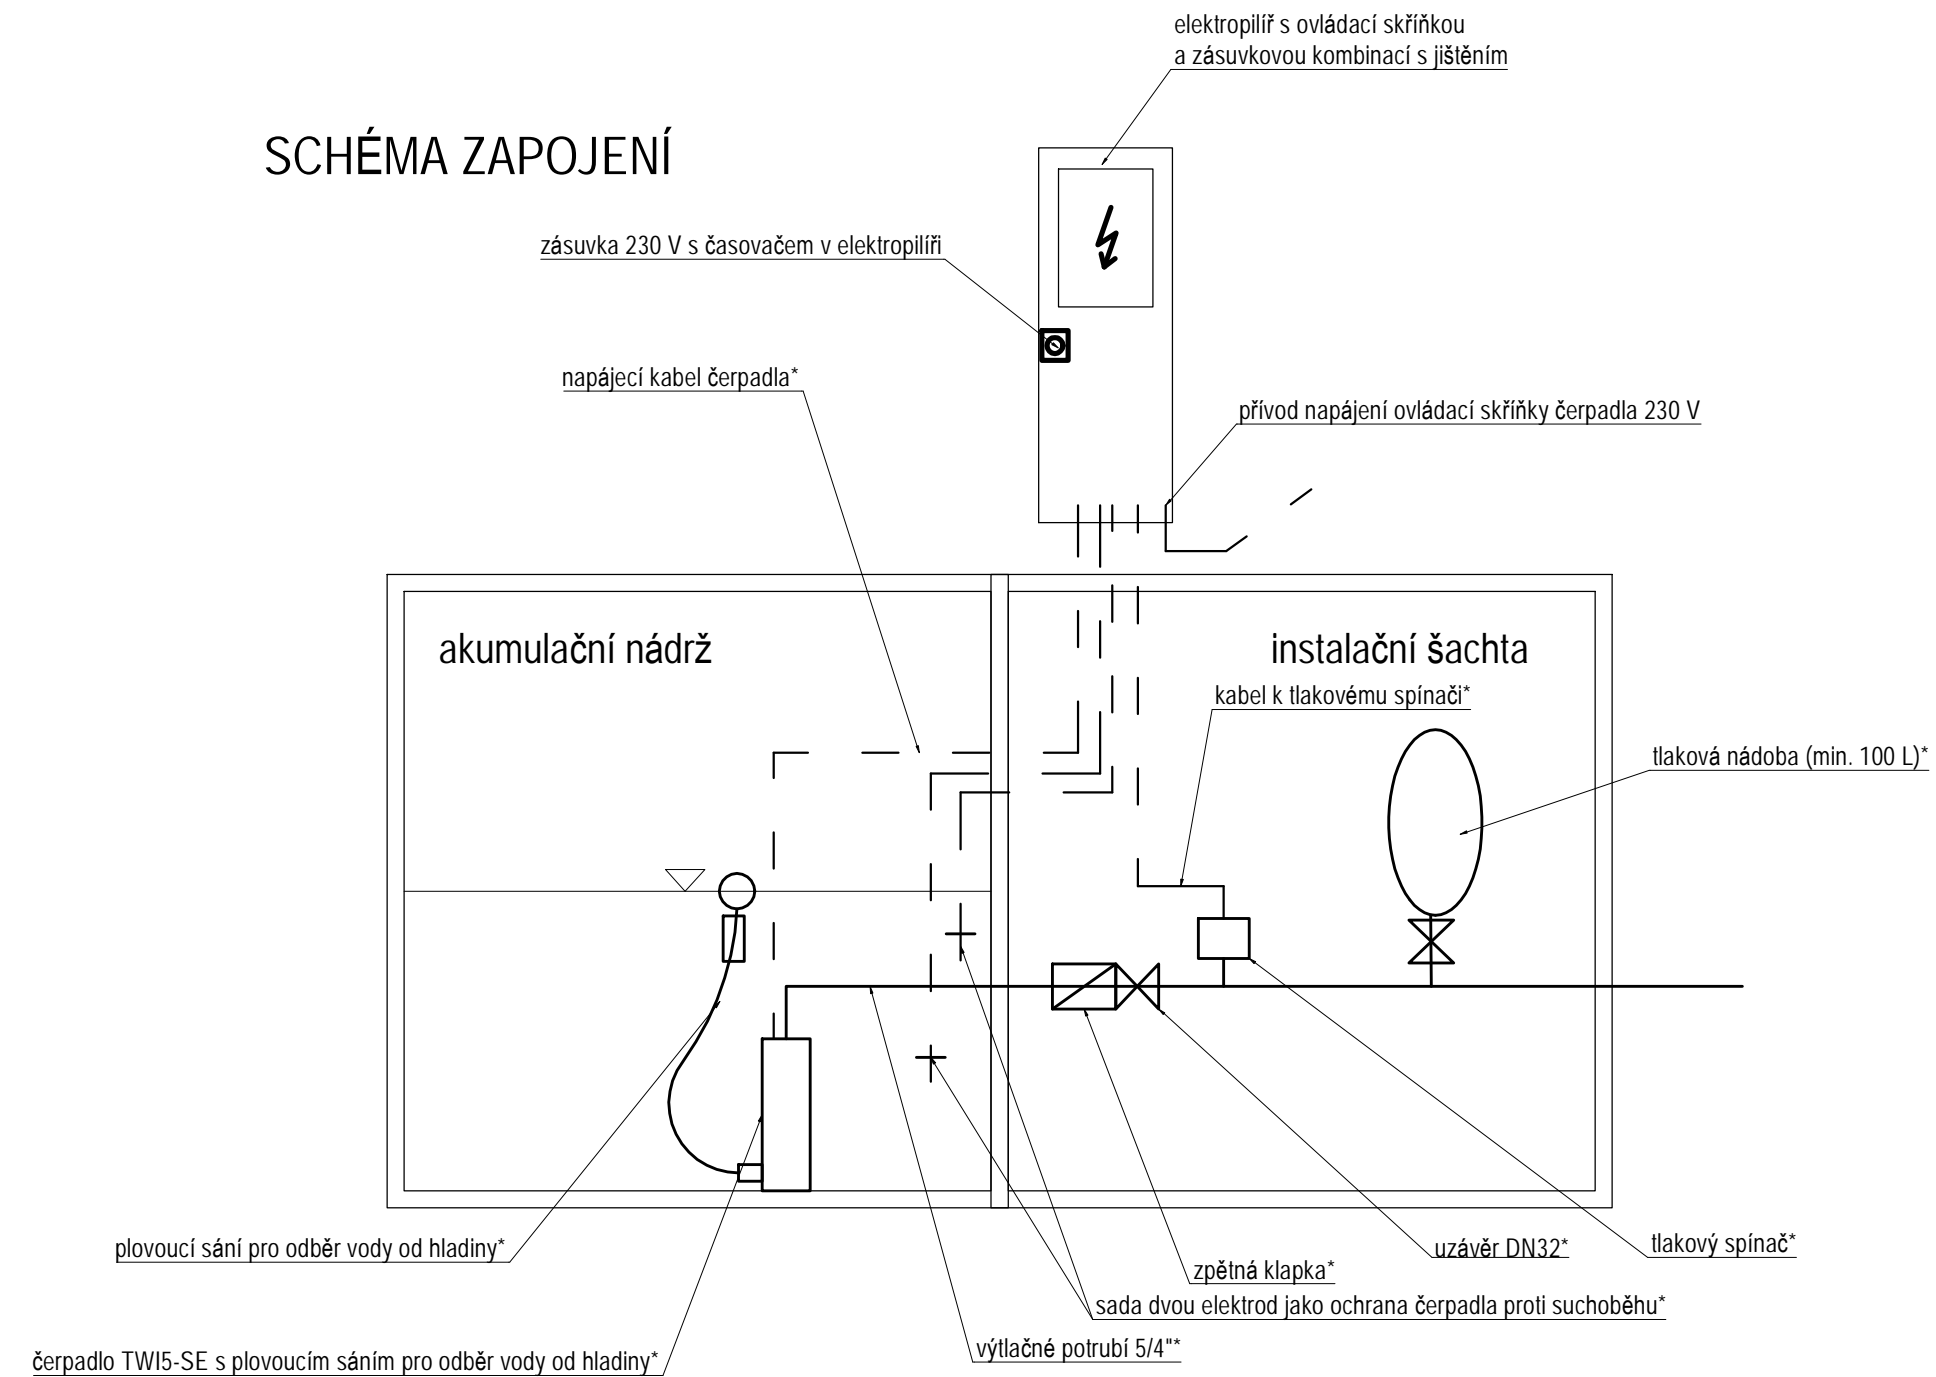 elektropilíř s ovládací skříňkou
a zásuvkovou kombinací s jištěním
SCHÉMA ZAPOJENÍ
zásuvka 230 V s časovačem v elektropilíři
napájecí kabel čerpadla*
přívod napájení ovládací skříňky čerpadla 230 V
akumulační nádrž
instalační šachta
kabel k tlakovému spínači*
tlaková nádoba (min. 100 L)*
plovoucí sání pro odběr vody od hladiny*
uzávěr DN32*
tlakový spínač*
zpětná klapka*
sada dvou elektrod jako ochrana čerpadla proti suchoběhu*
výtlačné potrubí 5/4"*
čerpadlo TWI5-SE s plovoucím sáním pro odběr vody od hladiny*